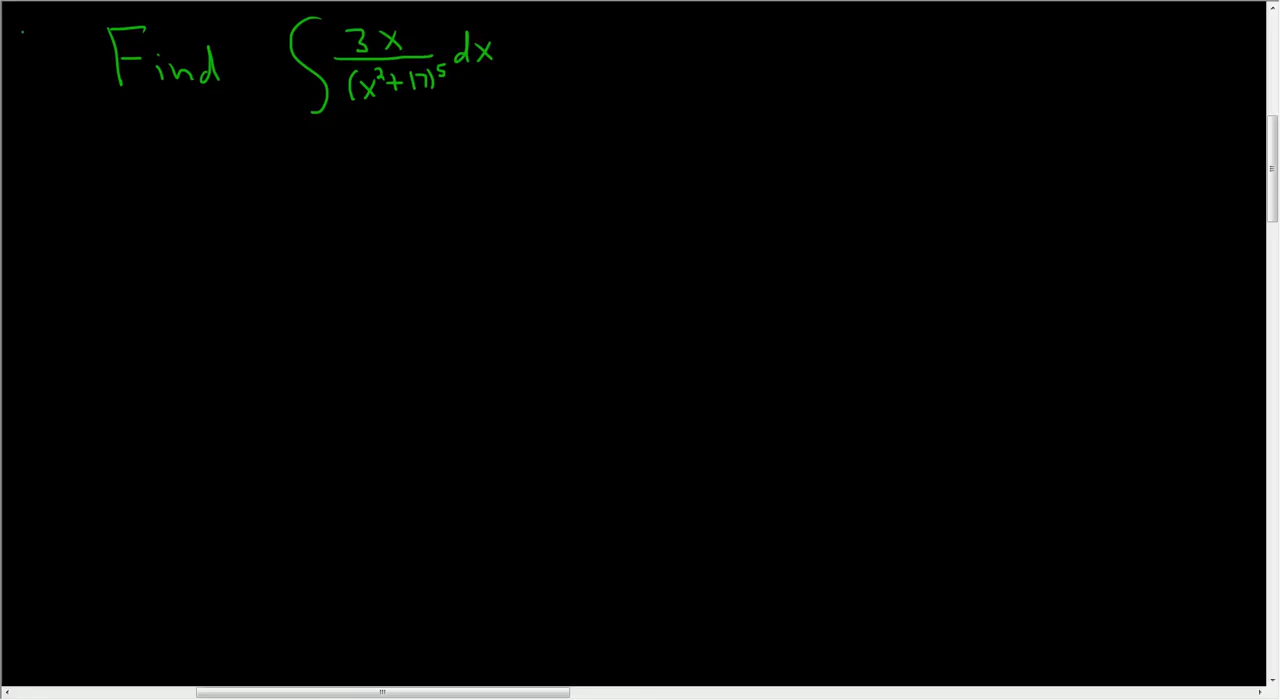 Find ∫ 3x/(x²+17)⁵ dx